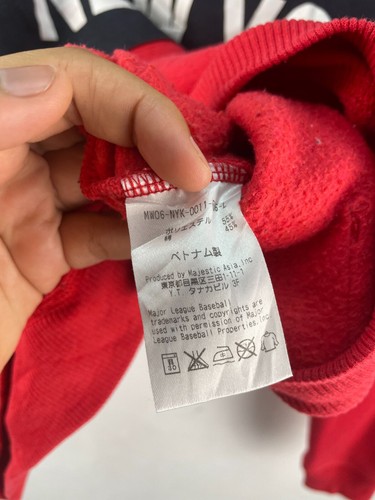 MW06-NYK-0011-
ポリエステル 55%
綿 45%
ベトナム製
Produced by Majestic Asia,Inc
東京都目黒区三田1-7-1
Y.T. タナカビル 3F
Major League Baseball
trademarks and copyrights are
used with permission of Major
League Baseball Properties,Inc.